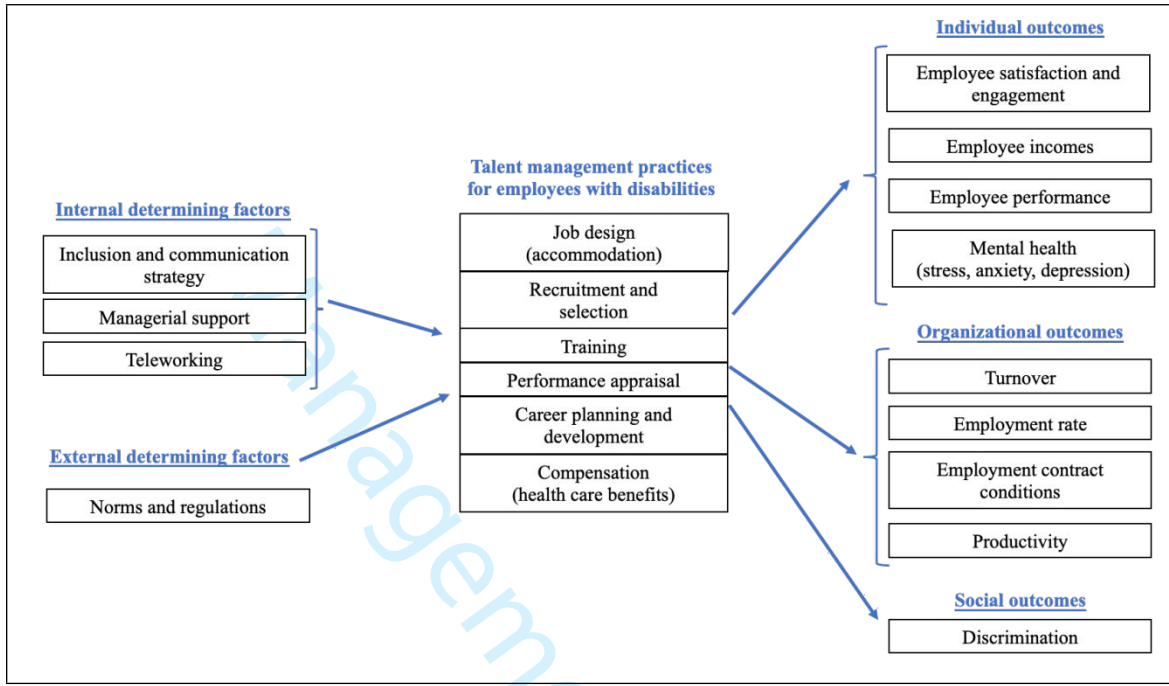 Internal determining factors
Inclusion and communication
strategy
Managerial support
Teleworking
External determining factors
Norms and regulations
Talent management practices
for employees with disabilities
Job design
(accommodation)
Recruitment and
selection
Training
Performance appraisal
Career planning and
development
Compensation
(health care benefits)
Individual outcomes
Employee satisfaction and
engagement
Employee incomes
Employee performance
Mental health
(stress, anxiety, depression)
Organizational outcomes
Turnover
Employment rate
Employment contract
conditions
Productivity
Social outcomes
Discrimination